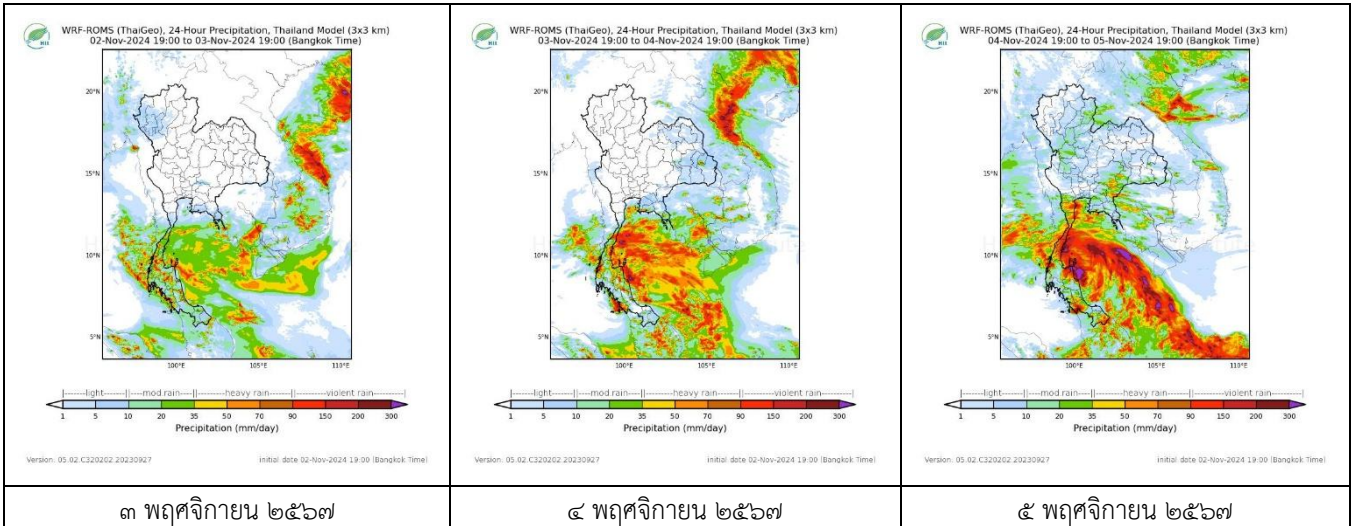 WRF-ROMS (ThaiGeo), 24-Hour Precipitation, Thailand Model (3x3 km)
02-Nov-2024 19:00 to 03-Nov-2024 19:00 (Bangkok Time)
20°N
15°N
10°N
5°N
100°E 105°E 110°E
light mod rain heavy rain violent rain
1 5 10 20 35 50 70 90 150 200 300
Precipitation (mm/day)
Version: 05.02.C320202.20230927 initial date 02-Nov-2024 19:00 (Bangkok Time)
๓ พฤศจิกายน ๒๕๖๗
WRF-ROMS (ThaiGeo), 24-Hour Precipitation, Thailand Model (3x3 km)
03-Nov-2024 19:00 to 04-Nov-2024 19:00 (Bangkok Time)
20°N
15°N
10°N
5°N
100°E 105°E 110°E
light mod rain heavy rain violent rain
1 5 10 20 35 50 70 90 150 200 300
Precipitation (mm/day)
Version: 05.02.C320202.20230927 initial date 02-Nov-2024 19:00 (Bangkok Time)
๔ พฤศจิกายน ๒๕๖๗
WRF-ROMS (ThaiGeo), 24-Hour Precipitation, Thailand Model (3x3 km)
04-Nov-2024 19:00 to 05-Nov-2024 19:00 (Bangkok Time)
20°N
15°N
10°N
5°N
100°E 105°E 110°E
light mod rain heavy rain violent rain
1 5 10 20 35 50 70 90 150 200 300
Precipitation (mm/day)
Version: 05.02.C320202.20230927 initial date 02-Nov-2024 19:00 (Bangkok Time)
๕ พฤศจิกายน ๒๕๖๗